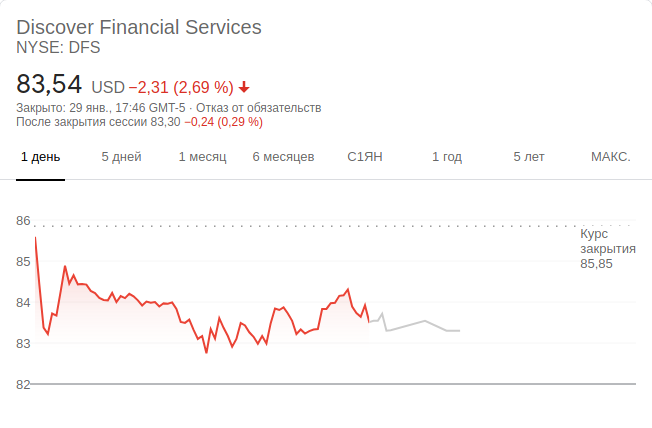 Discover Financial Services
NYSE: DFS
83,54 USD −2,31 (2,69 %)
Закрыто: 29 янв., 17:46 GMT-5 · Отказ от обязательств
После закрытия сессии 83,30 −0,24 (0,29 %)
1 день 5 дней 1 месяц 6 месяцев С1ЯН 1 год 5 лет МАКС.
86
Курс
закрытия
85,85
85
84
83
82